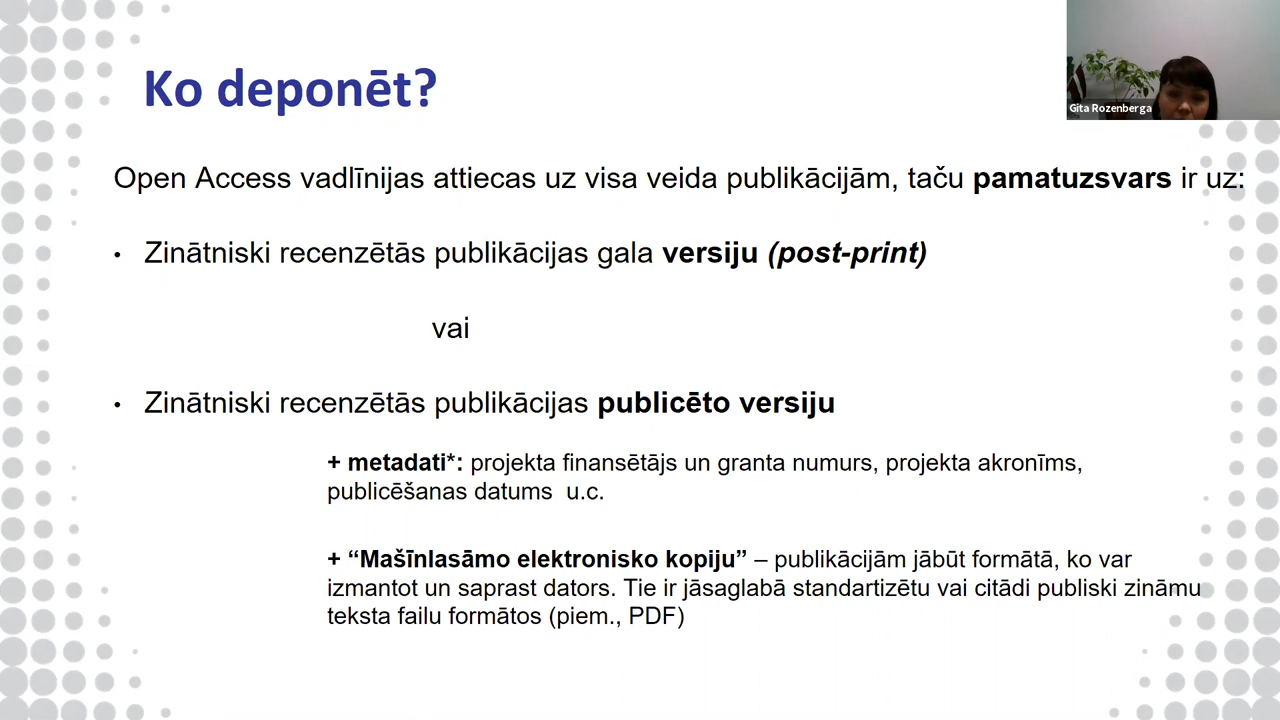 Ko deponēt?
Gita Rozenberga
Open Access vadlīnijas attiecas uz visa veida publikācijām, taču pamatuzsvars ir uz:
• Zinātniski recenzētās publikācijas gala versiju (post-print)
vai
• Zinātniski recenzētās publikācijas publicēto versiju
+ metadati*: projekta finansētājs un granta numurs, projekta akronīms,
publicēšanas datums u.c.
+ “Mašīnlasāmo elektronisko kopiju” – publikācijām jābūt formātā, ko var
izmantot un saprast dators. Tie ir jāsaglabā standartizētu vai citādi publiski zināmu
teksta failu formātos (piem., PDF)